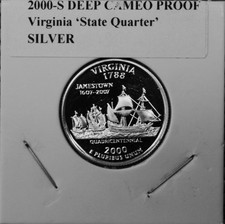 2000-S DEEP CAMEO PROOF
Virginia 'State Quarter'
SILVER
VIRGINIA
1788
JAMESTOWN
1607-2007
QUADRICENTENNIAL
2000
E PLURIBUS UNUM